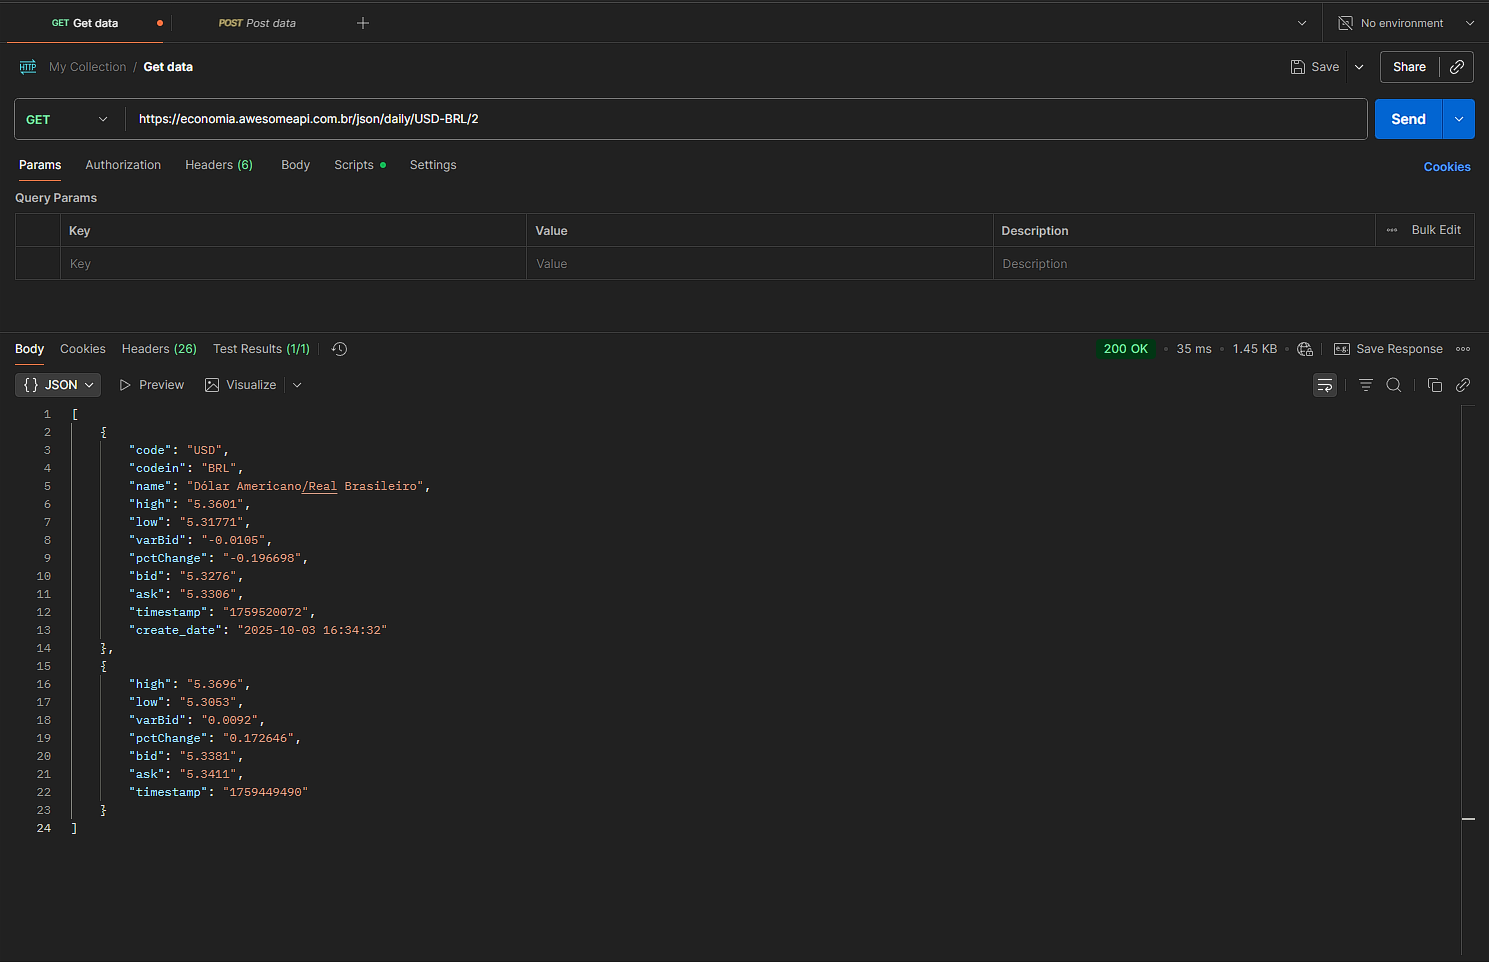 GET Get data POST Post data No environment
HTTP My Collection / Get data Save Share
GET https://economia.awesomeapi.com.br/json/daily/USD-BRL/2 Send
Params Authorization Headers (6) Body Scripts Settings Cookies
Query Params
Key Value Description Bulk Edit
Key Value Description
Body Cookies Headers (26) Test Results (1/1) 200 OK 35 ms 1.45 KB e.g. Save Response
{} JSON Preview Visualize
1 [
2 {
3 "code": "USD",
4 "codein": "BRL",
5 "name": "Dólar Americano/Real Brasileiro",
6 "high": "5.3601",
7 "low": "5.31771",
8 "varBid": "-0.0105",
9 "pctChange": "-0.196698",
10 "bid": "5.3276",
11 "ask": "5.3306",
12 "timestamp": "1759520072",
13 "create_date": "2025-10-03 16:34:32"
14 },
15 {
16 "high": "5.3696",
17 "low": "5.3053",
18 "varBid": "0.0092",
19 "pctChange": "0.172646",
20 "bid": "5.3381",
21 "ask": "5.3411",
22 "timestamp": "1759449490"
23 }
24 ]